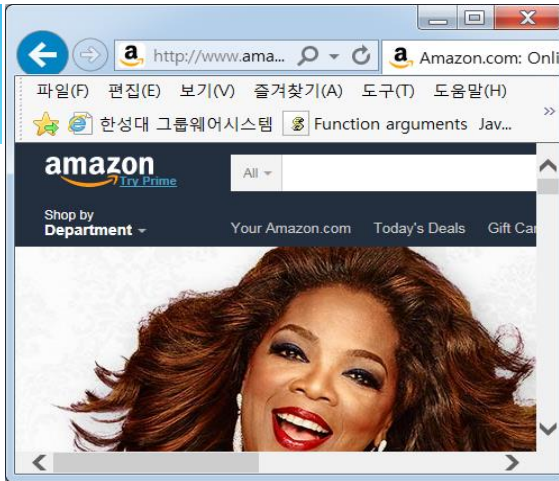 http://www.ama... Amazon.com: Onli
파일(F) 편집(E) 보기(V) 즐겨찾기(A) 도구(T) 도움말(H)
한성대 그룹웨어시스템 Function arguments Jav...
amazon
Try Prime
All
Shop by
Department
Your Amazon.com Today's Deals Gift Car